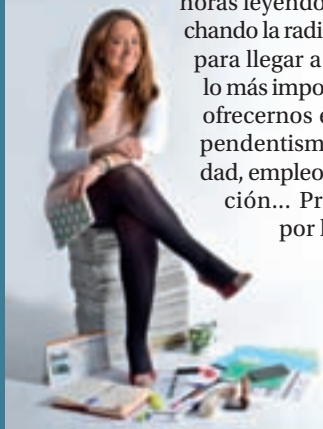 horas leyendo
chando la radi
para llegar a
lo más impo
ofrecernos e
pendentism
dad, empleo
ción... Pr
por l